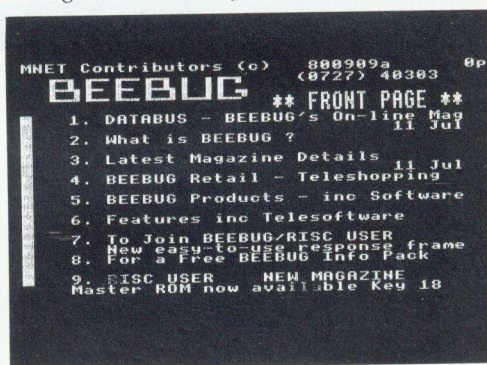 MNET Contributors (c) 800909a 0p
(0727) 40303
BEEBUG ** FRONT PAGE **
1. DATABUS - BEEBUG's On-line Mag
11 Jul
2. What is BEEBUG ?
3. Latest Magazine Details
11 Jul
4. BEEBUG Retail - Teleshopping
5. BEEBUG Products - inc Software
6. Features inc Telesoftware
7. To Join BEEBUG/RISC USER
New easy-to-use response frame
8. For a Free BEEBUG Info Pack
9. RISC USER NEW MAGAZINE
Master ROM now available Key 18